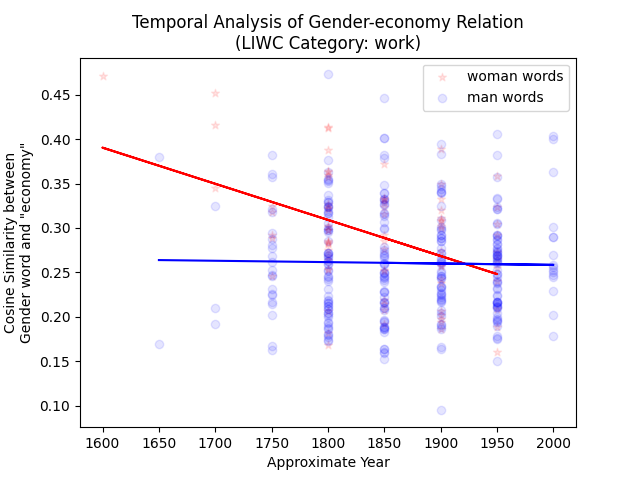 Temporal Analysis of Gender-economy Relation
(LIWC Category: work)
woman words
man words
0.45
0.40
0.35
0.30
0.25
0.20
0.15
0.10
Cosine Similarity between
Gender word and "economy"
1600 1650 1700 1750 1800 1850 1900 1950 2000
Approximate Year